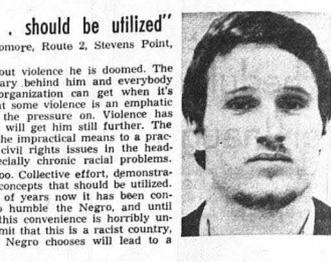 . should be utilized"
omore, Route 2, Stevens Point,
out violence he is doomed. The
ary behind him and everybody
organization can get when it's
at some violence is an emphatic
the pressure on. Violence has
will get him still further. The
the impractical means to a prac-
civil rights issues in the head-
ecially chronic racial problems.
oo. Collective effort, demonstra-
concepts that should be utilized.
of years now it has been con-
o humble the Negro, and until
this convenience is horribly un-
mit that this is a racist country,
Negro chooses will lead to a